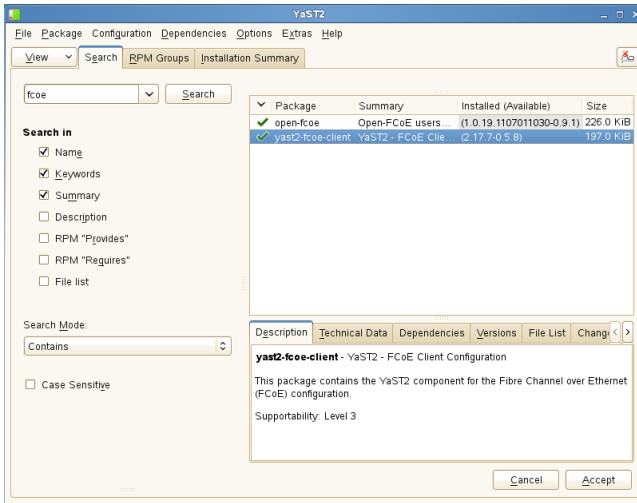 YaST2
File Package Configuration Dependencies Options Extras Help
View Search RPM Groups Installation Summary
fcoe Search
Search in
Name
Keywords
Summary
Description
RPM "Provides"
RPM "Requires"
File list
Search Mode:
Contains
Case Sensitive
Package Summary Installed (Available) Size
open-fcoe Open-FCoE users... (1.0.19.1107011030-0.9.1) 226.0 KiB
yast2-fcoe-client YaST2 - FCoE Clie... (2.17.7-0.5.8) 197.0 KiB
Description Technical Data Dependencies Versions File List Chang
yast2-fcoe-client - YaST2 - FCoE Client Configuration
This package contains the YaST2 component for the Fibre Channel over Ethernet
(FCoE) configuration.
Supportability: Level 3
Cancel Accept